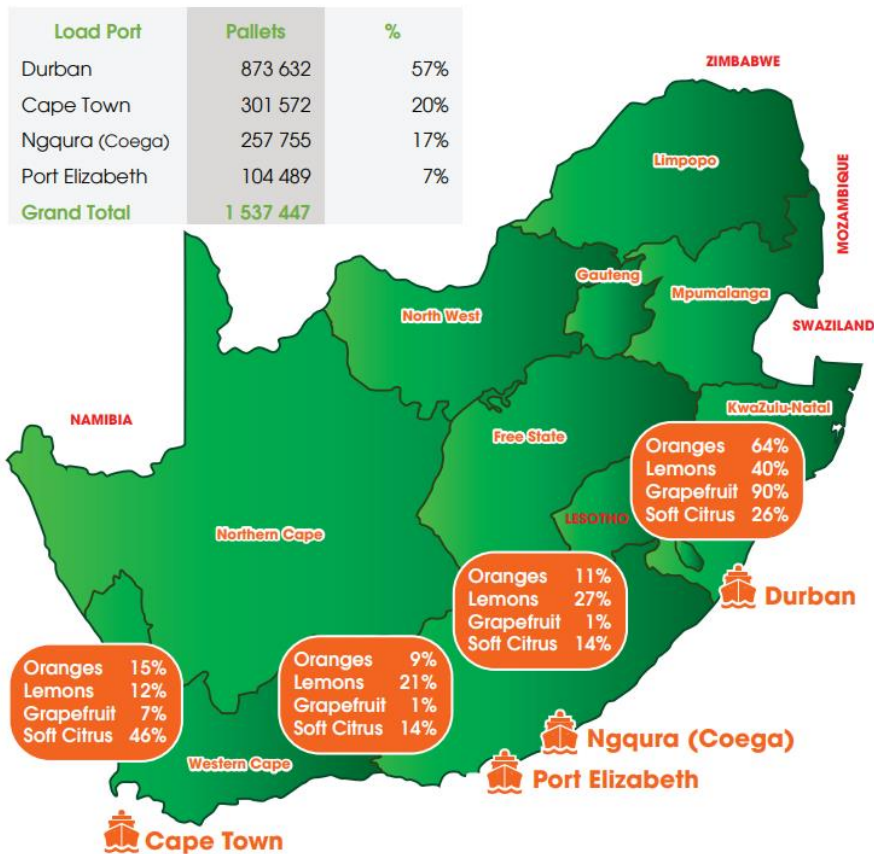 Load Port Pallets %
Durban 873 632 57%
Cape Town 301 572 20%
Ngqura (Coega) 257 755 17%
Port Elizabeth 104 489 7%
Grand Total 1 537 447
ZIMBABWE
Limpopo
MOZAMBIQUE
Gauteng
Mpumalanga
North West
SWAZILAND
NAMIBIA
KwaZulu-Natal
Free State
Oranges 64%
Lemons 40%
Grapefruit 90%
Soft Citrus 26%
LESOTHO
Northern Cape
Oranges 11%
Lemons 27%
Grapefruit 1%
Soft Citrus 14%
Durban
Oranges 15%
Lemons 12%
Grapefruit 7%
Soft Citrus 46%
Oranges 9%
Lemons 21%
Grapefruit 1%
Soft Citrus 14%
Western Cape
Ngqura (Coega)
Port Elizabeth
Cape Town